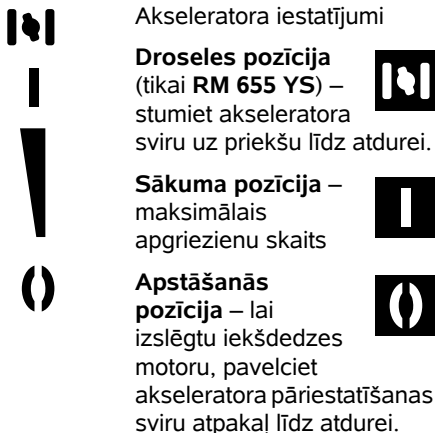 Akseleratora iestatījumi
Droseles pozīcija
(tikai RM 655 YS) –
stumiet akseleratora
sviru uz priekšu līdz atdurei.
Sākuma pozīcija –
maksimālais
apgriezienu skaits
Apstāšanās
pozīcija – lai
izslēgtu iekšdedzes
motoru, pavelciet
akseleratora pāriestatīšanas
sviru atpakaļ līdz atdurei.